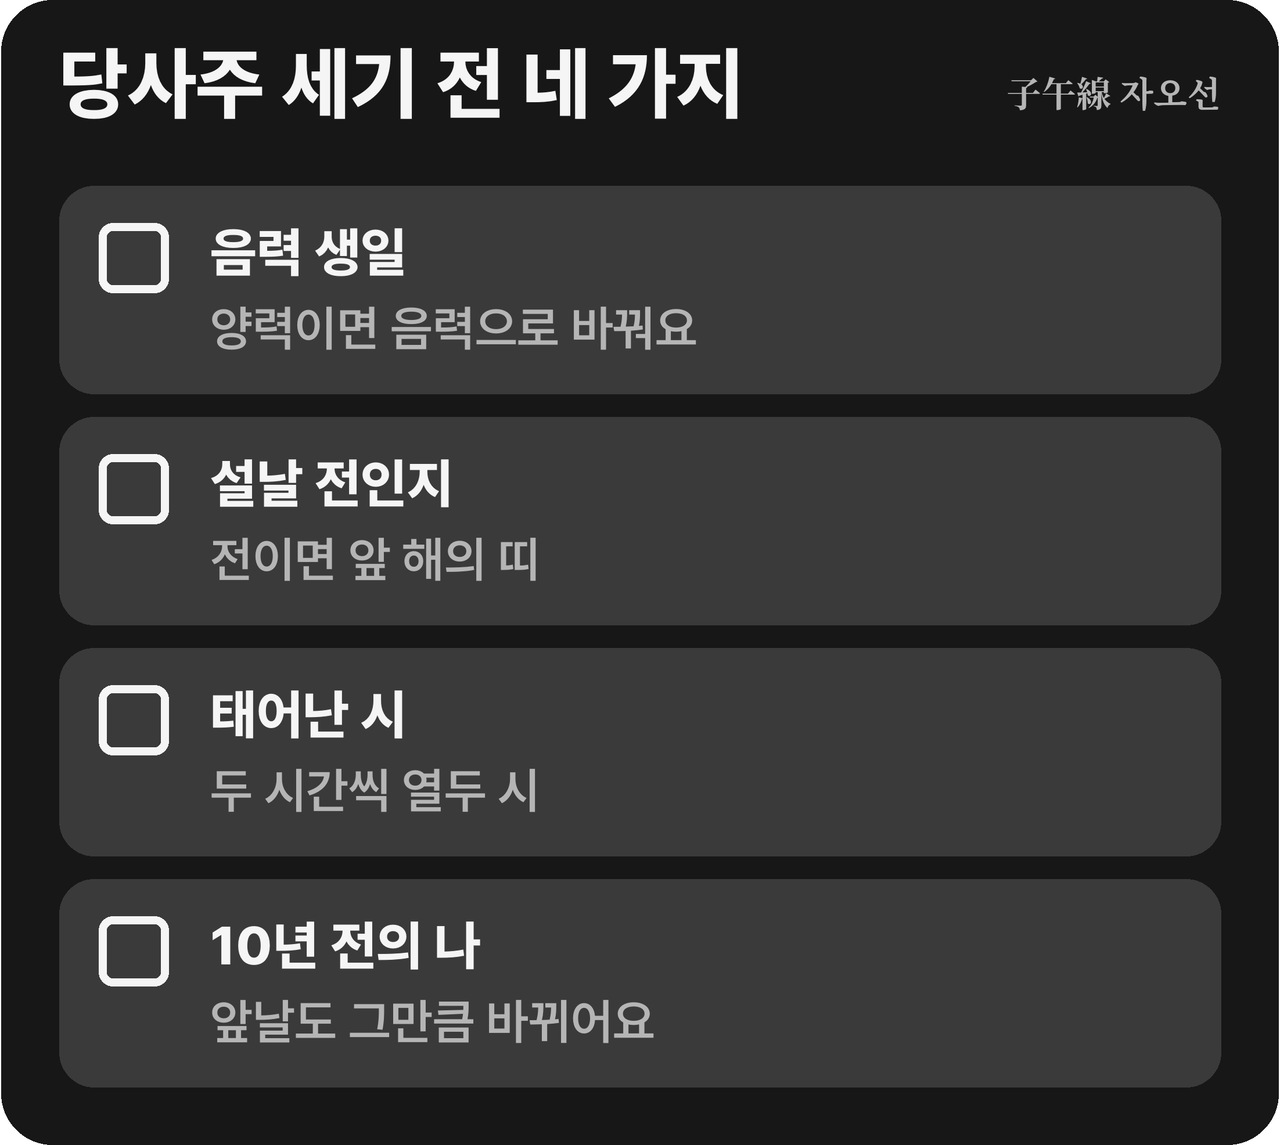 당사주 세기 전 네 가지
子午線 자오선
음력 생일
양력이면 음력으로 바꿔요
설날 전인지
전이면 앞 해의 띠
태어난 시
두 시간씩 열두 시
10년 전의 나
앞날도 그만큼 바뀌어요